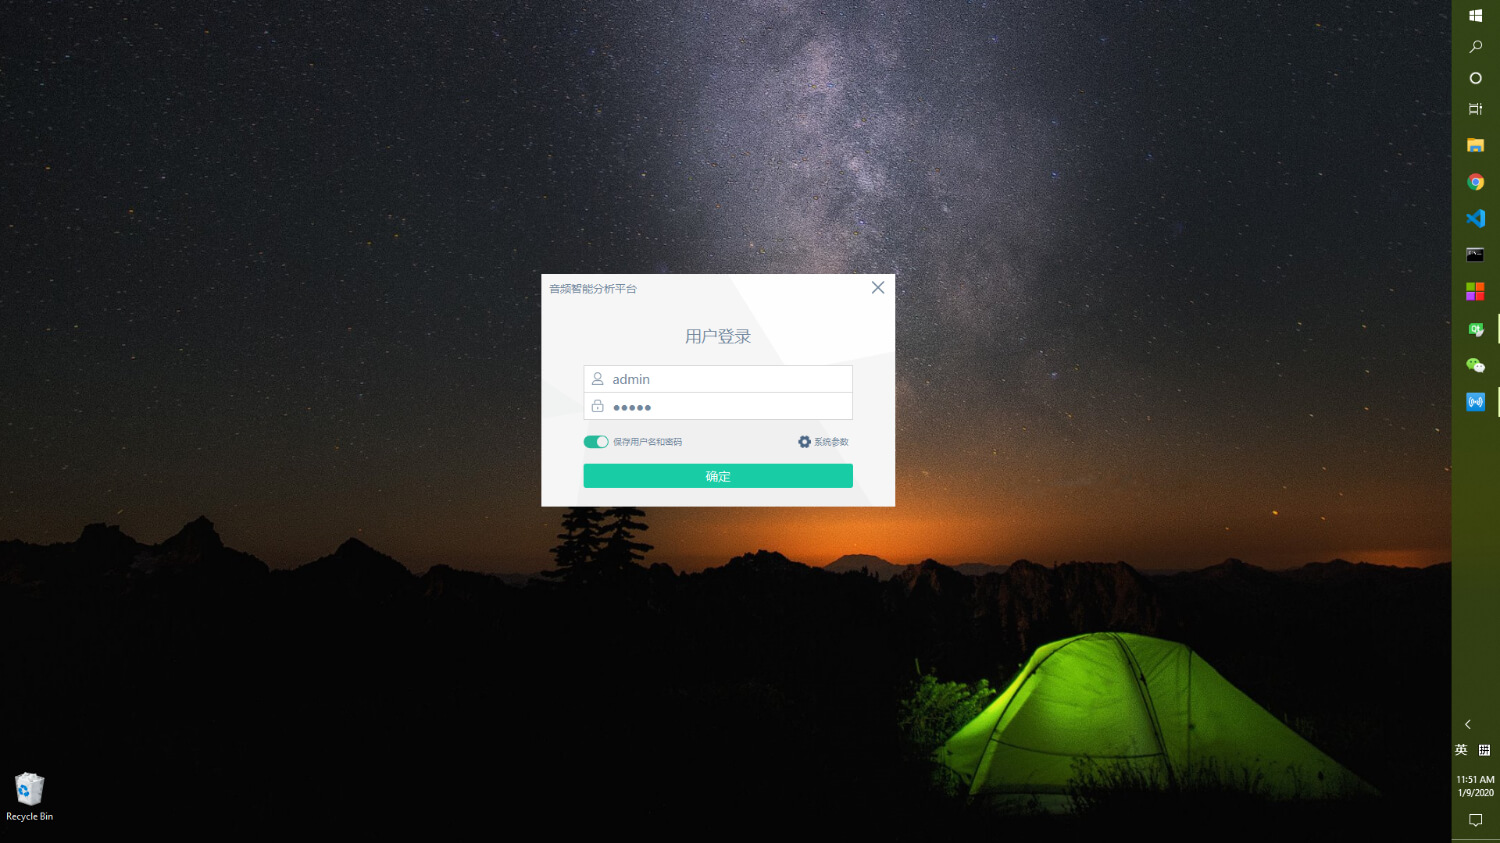 音频智能分析平台
用户登录
admin
●●●●●
保存用户名和密码
系统参数
确定
Recycle Bin
英
11:51 AM
1/9/2020